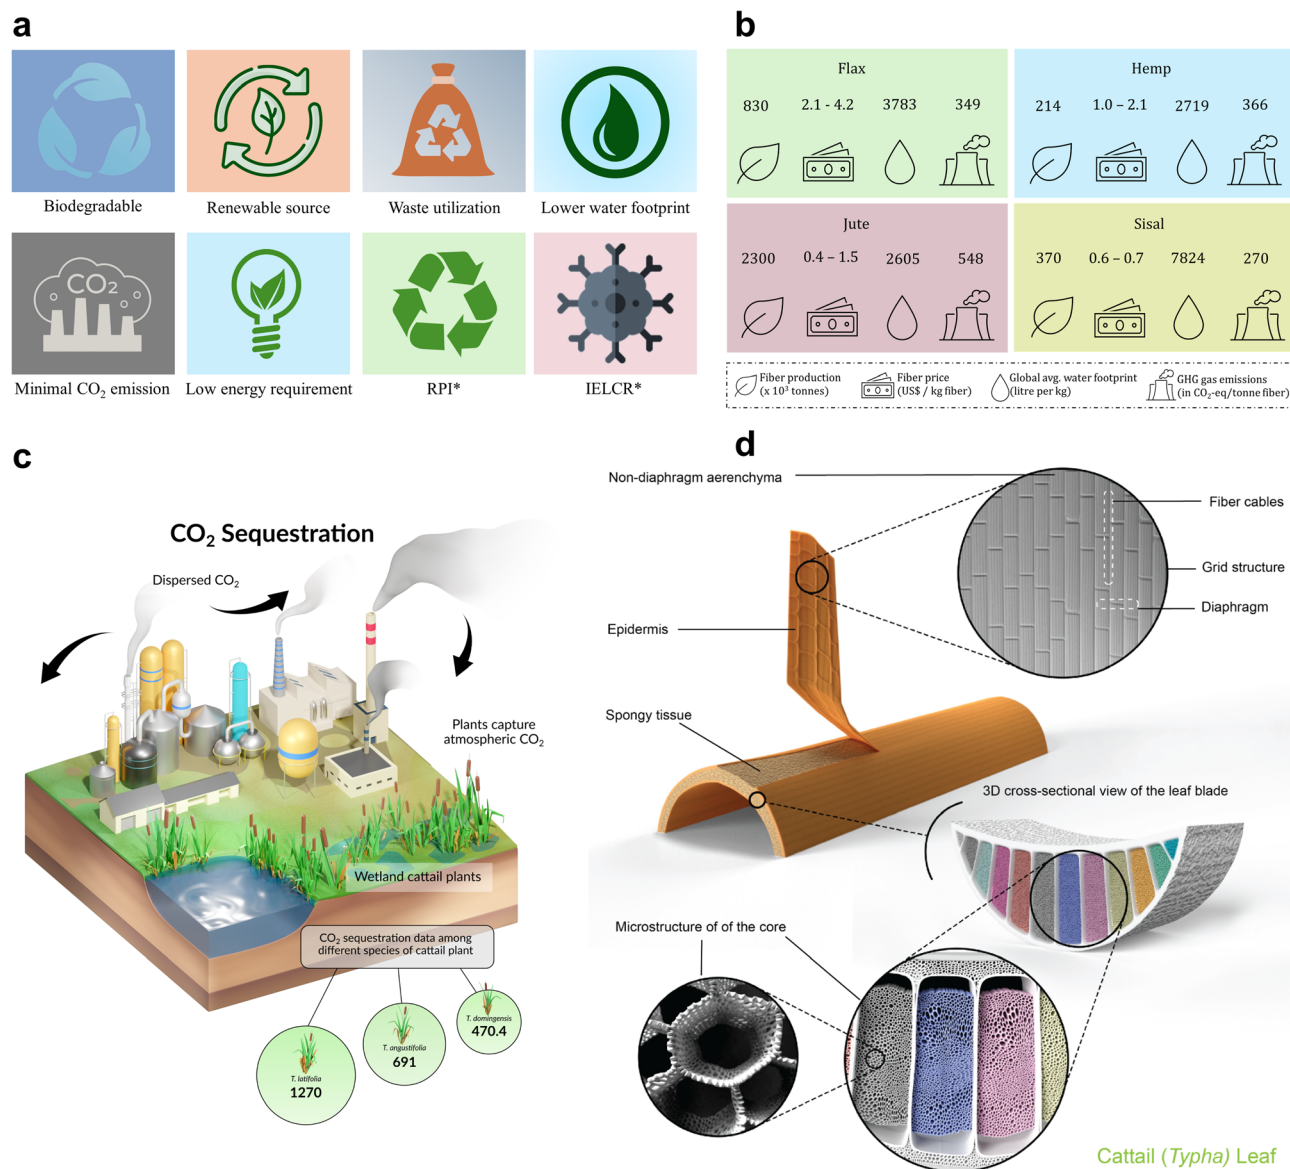 a
Biodegradable
Renewable source
Waste utilization
Lower water footprint
CO₂
Minimal CO₂ emission
Low energy requirement
RPI*
IELCR*
b
Flax
830
2.1 - 4.2
3783
349
Hemp
214
1.0 – 2.1
2719
366
Jute
2300
0.4 – 1.5
2605
548
Sisal
370
0.6 – 0.7
7824
270
Fiber production
(x 10³ tonnes)
Fiber price
(US$ / kg fiber)
Global avg. water footprint
(litre per kg)
GHG gas emissions
(in CO₂-eq/tonne fiber)
c
CO₂ Sequestration
Dispersed CO₂
Plants capture
atmospheric CO₂
Wetland cattail plants
CO₂ sequestration data among
different species of cattail plant
T. latifolia
1270
T. angustifolia
691
T. domingensis
470.4
d
Non-diaphragm aerenchyma
Fiber cables
Grid structure
Diaphragm
Epidermis
Spongy tissue
3D cross-sectional view of the leaf blade
Microstructure of of the core
Cattail (Typha) Leaf